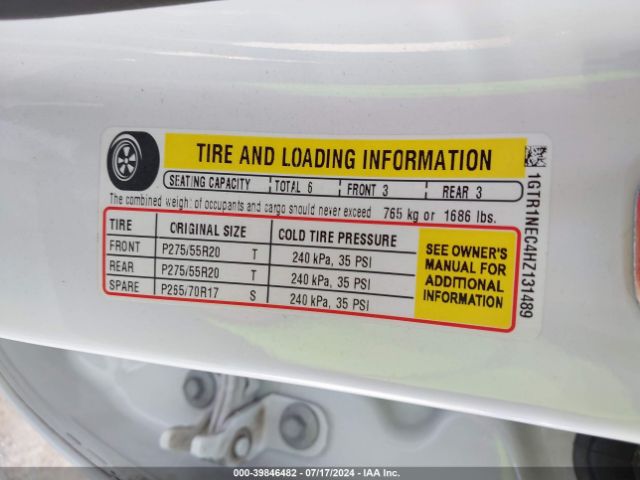 TIRE AND LOADING INFORMATION
SEATING CAPACITY TOTAL 6 FRONT 3 REAR 3
The combined weight of occupants and cargo should never exceed 765 kg or 1686 lbs.
TIRE ORIGINAL SIZE COLD TIRE PRESSURE
FRONT P275/55R20 T 240 kPa, 35 PSI
REAR P275/55R20 T 240 kPa, 35 PSI
SPARE P265/70R17 S 240 kPa, 35 PSI
SEE OWNER'S
MANUAL FOR
ADDITIONAL
INFORMATION
1GTR1NEC4HZ131489
000-39846482 - 07/17/2024 - IAA Inc.